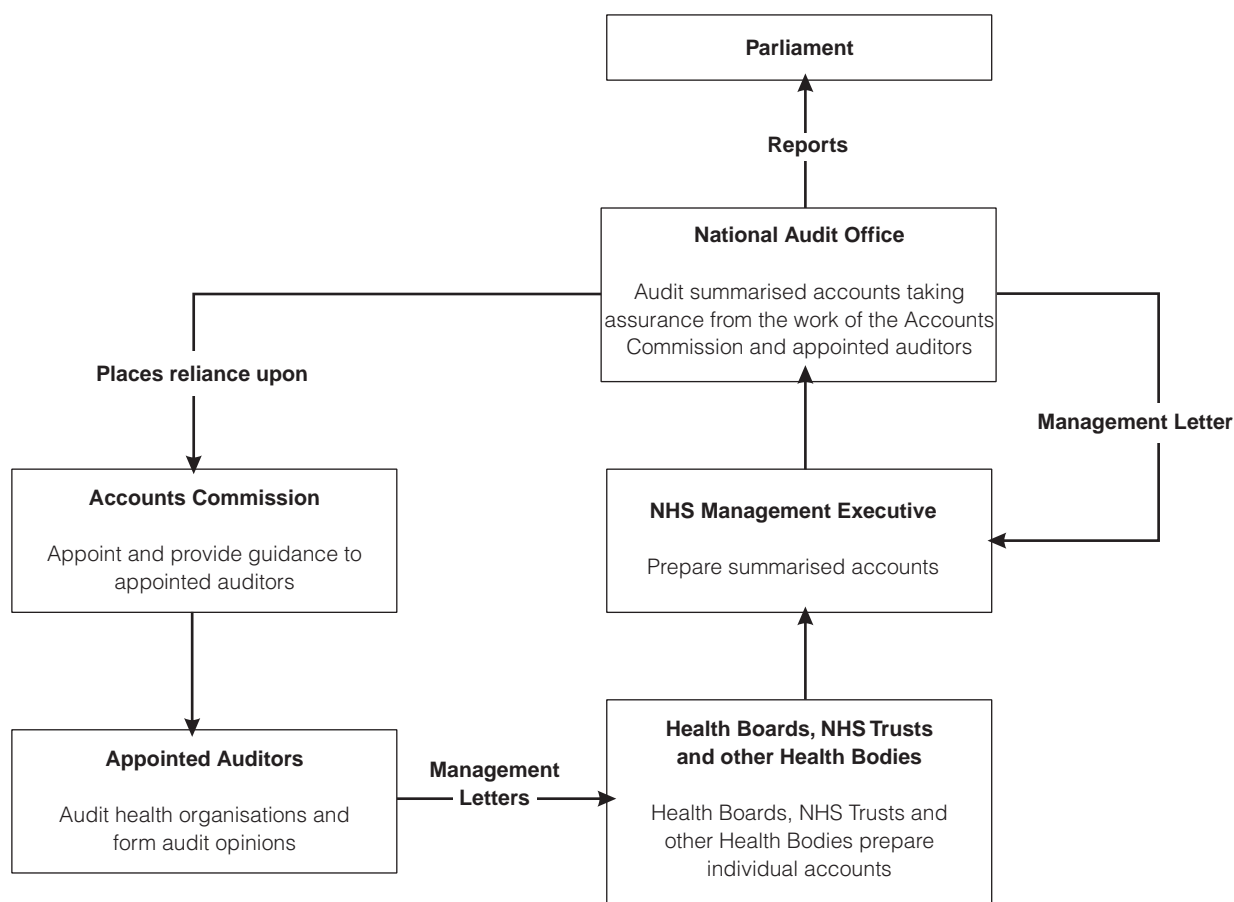 Parliament
Reports
National Audit Office
Audit summarised accounts taking
assurance from the work of the Accounts
Commission and appointed auditors
Places reliance upon
Management Letter
Accounts Commission
Appoint and provide guidance to
appointed auditors
NHS Management Executive
Prepare summarised accounts
Appointed Auditors
Audit health organisations and
form audit opinions
Management
Letters
Health Boards, NHS Trusts
and other Health Bodies
Health Boards, NHS Trusts and
other Health Bodies prepare
individual accounts